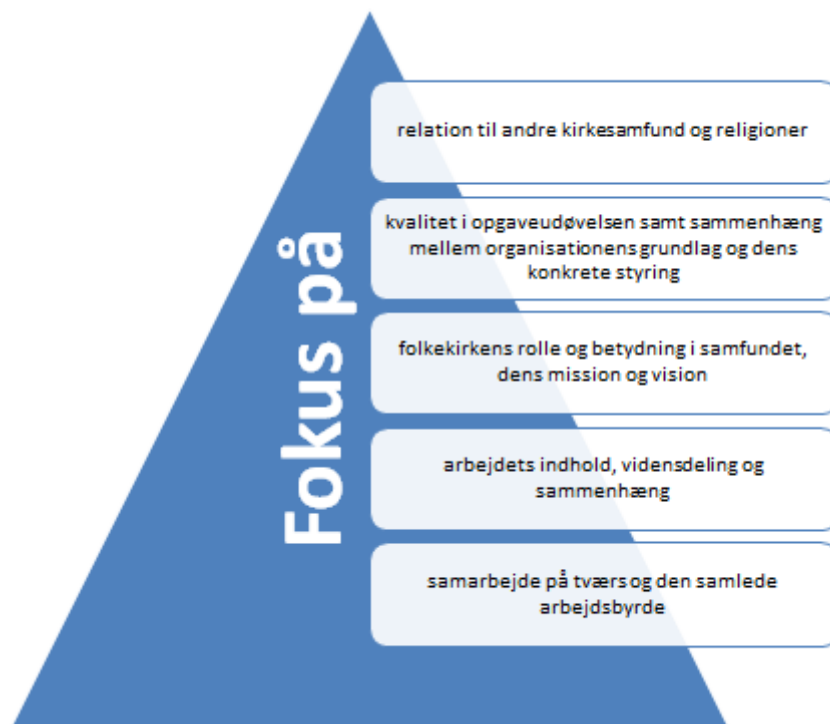 Fokus på
relation til andre kirkesamfund og religioner
kvalitet i opgaveudøvelsen samt sammenhæng
mellem organisationens grundlag og dens
konkrete styring
folkekirkens rolle og betydning i samfundet,
dens mission og vision
arbejdets indhold, vidensdeling og
sammenhæng
samarbejde på tværs og den samlede
arbejdsbyrde